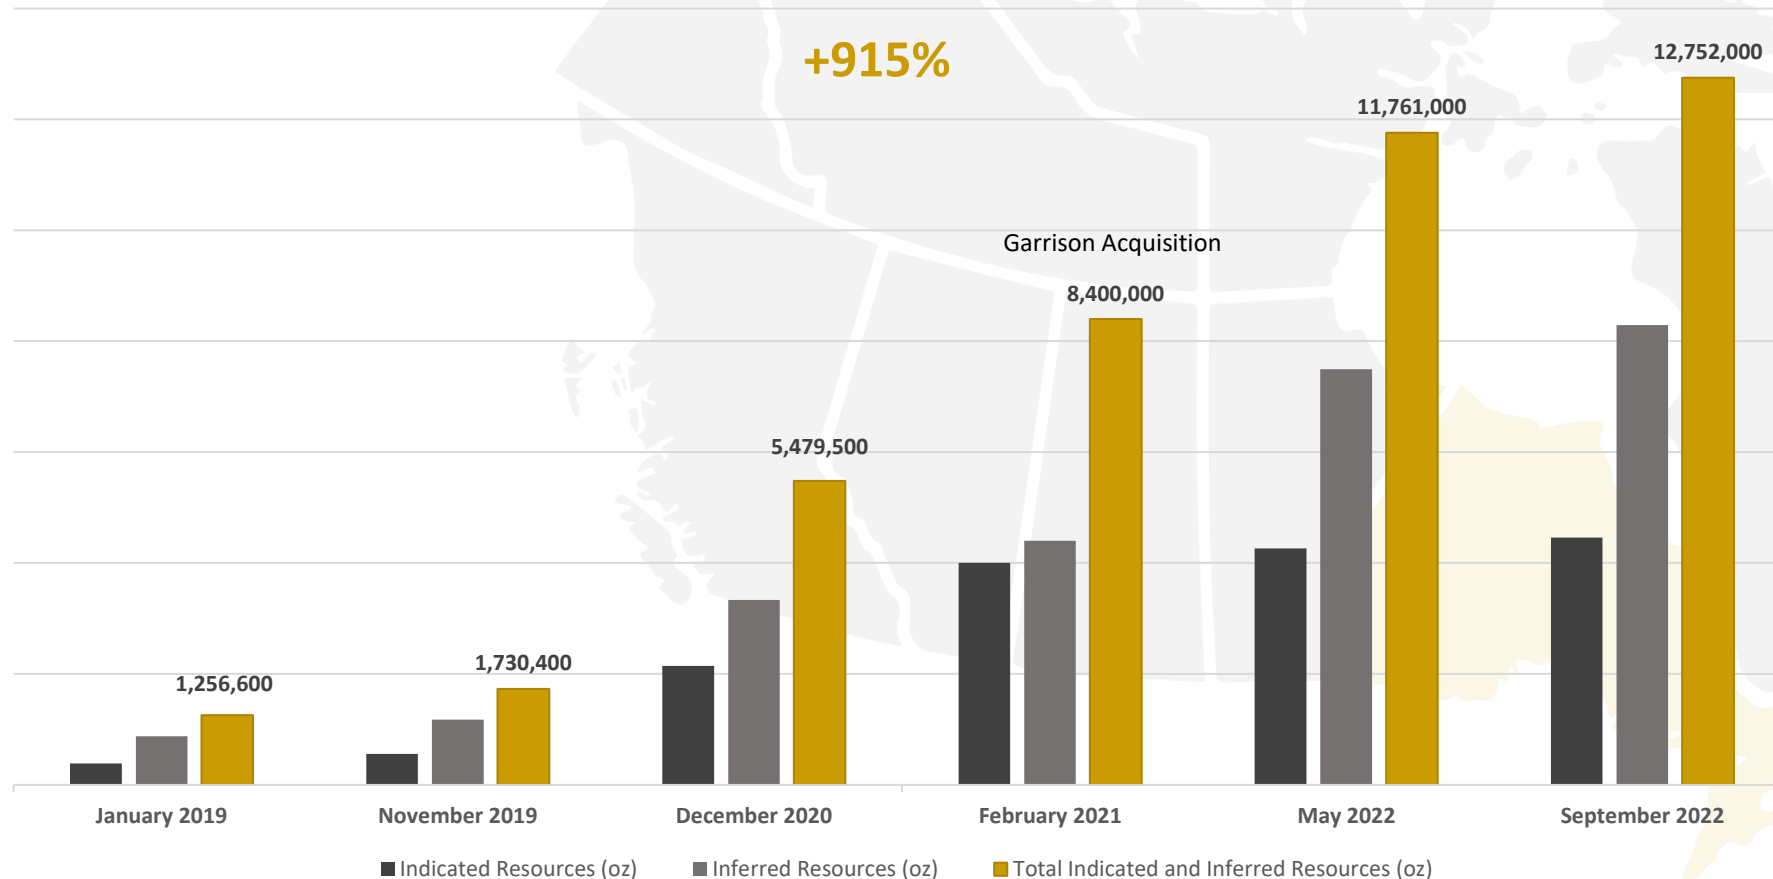 +915%
12,752,000
11,761,000
Garrison Acquisition
8,400,000
5,479,500
1,730,400
1,256,600
January 2019
November 2019
December 2020
February 2021
May 2022
September 2022
Indicated Resources (oz)
Inferred Resources (oz)
Total Indicated and Inferred Resources (oz)